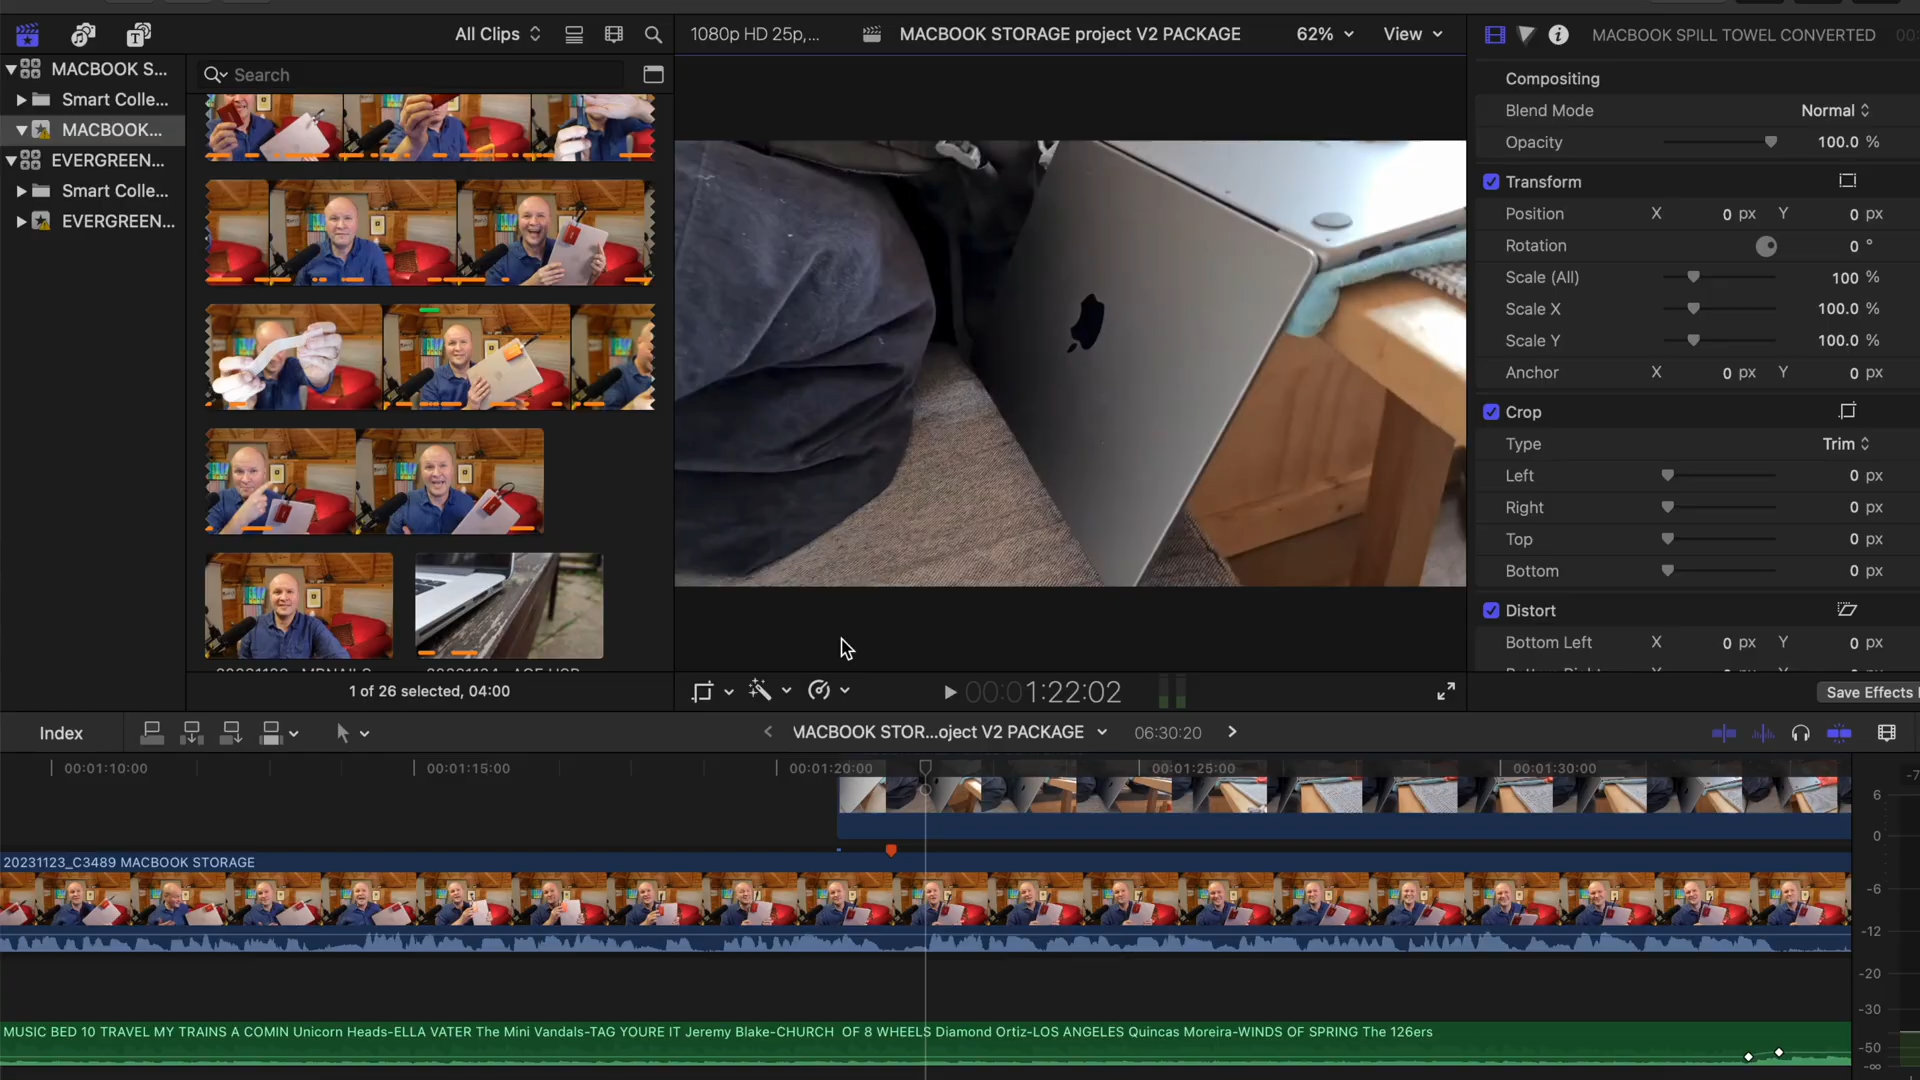 All Clips
1080p HD 25p,...
MACBOOK STORAGE project V2 PACKAGE
62%
View
MACBOOK SPILL TOWEL CONVERTED
00:
MACBOOK S...
Smart Colle...
MACBOOK...
EVERGREEN...
Smart Colle...
EVERGREEN...
Search
Compositing
Blend Mode Normal
Opacity 100.0 %
Transform
Position X 0 px Y 0 px
Rotation 0 °
Scale (All) 100 %
Scale X 100.0 %
Scale Y 100.0 %
Anchor X 0 px Y 0 px
Crop
Type Trim
Left 0 px
Right 0 px
Top 0 px
Bottom 0 px
Distort
Bottom Left X 0 px Y 0 px
1 of 26 selected, 04:00
00:01:22:02
Save Effects
Index
MACBOOK STOR...oject V2 PACKAGE
06:30:20
00:01:10:00
00:01:15:00
00:01:20:00
00:01:25:00
00:01:30:00
20231123_C3489 MACBOOK STORAGE
MUSIC BED 10 TRAVEL MY TRAINS A COMIN Unicorn Heads-ELLA VATER The Mini Vandals-TAG YOURE IT Jeremy Blake-CHURCH OF 8 WHEELS Diamond Ortiz-LOS ANGELES Quincas Moreira-WINDS OF SPRING The 126ers
6
0
-6
-12
-20
-30
-50
-∞